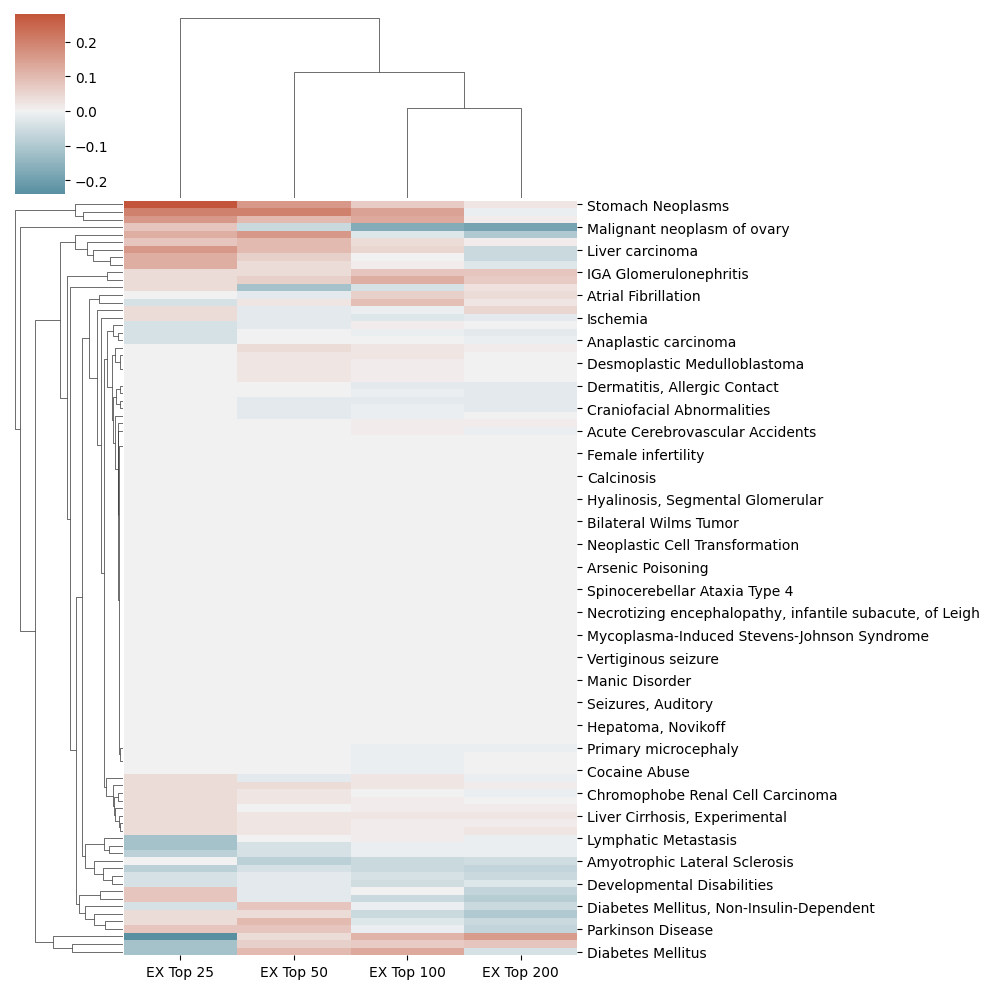 0.2
0.1
0.0
−0.1
−0.2
Stomach Neoplasms
Malignant neoplasm of ovary
Liver carcinoma
IGA Glomerulonephritis
Atrial Fibrillation
Ischemia
Anaplastic carcinoma
Desmoplastic Medulloblastoma
Dermatitis, Allergic Contact
Craniofacial Abnormalities
Acute Cerebrovascular Accidents
Female infertility
Calcinosis
Hyalinosis, Segmental Glomerular
Bilateral Wilms Tumor
Neoplastic Cell Transformation
Arsenic Poisoning
Spinocerebellar Ataxia Type 4
Necrotizing encephalopathy, infantile subacute, of Leigh
Mycoplasma-Induced Stevens-Johnson Syndrome
Vertiginous seizure
Manic Disorder
Seizures, Auditory
Hepatoma, Novikoff
Primary microcephaly
Cocaine Abuse
Chromophobe Renal Cell Carcinoma
Liver Cirrhosis, Experimental
Lymphatic Metastasis
Amyotrophic Lateral Sclerosis
Developmental Disabilities
Diabetes Mellitus, Non-Insulin-Dependent
Parkinson Disease
Diabetes Mellitus
EX Top 25 EX Top 50 EX Top 100 EX Top 200